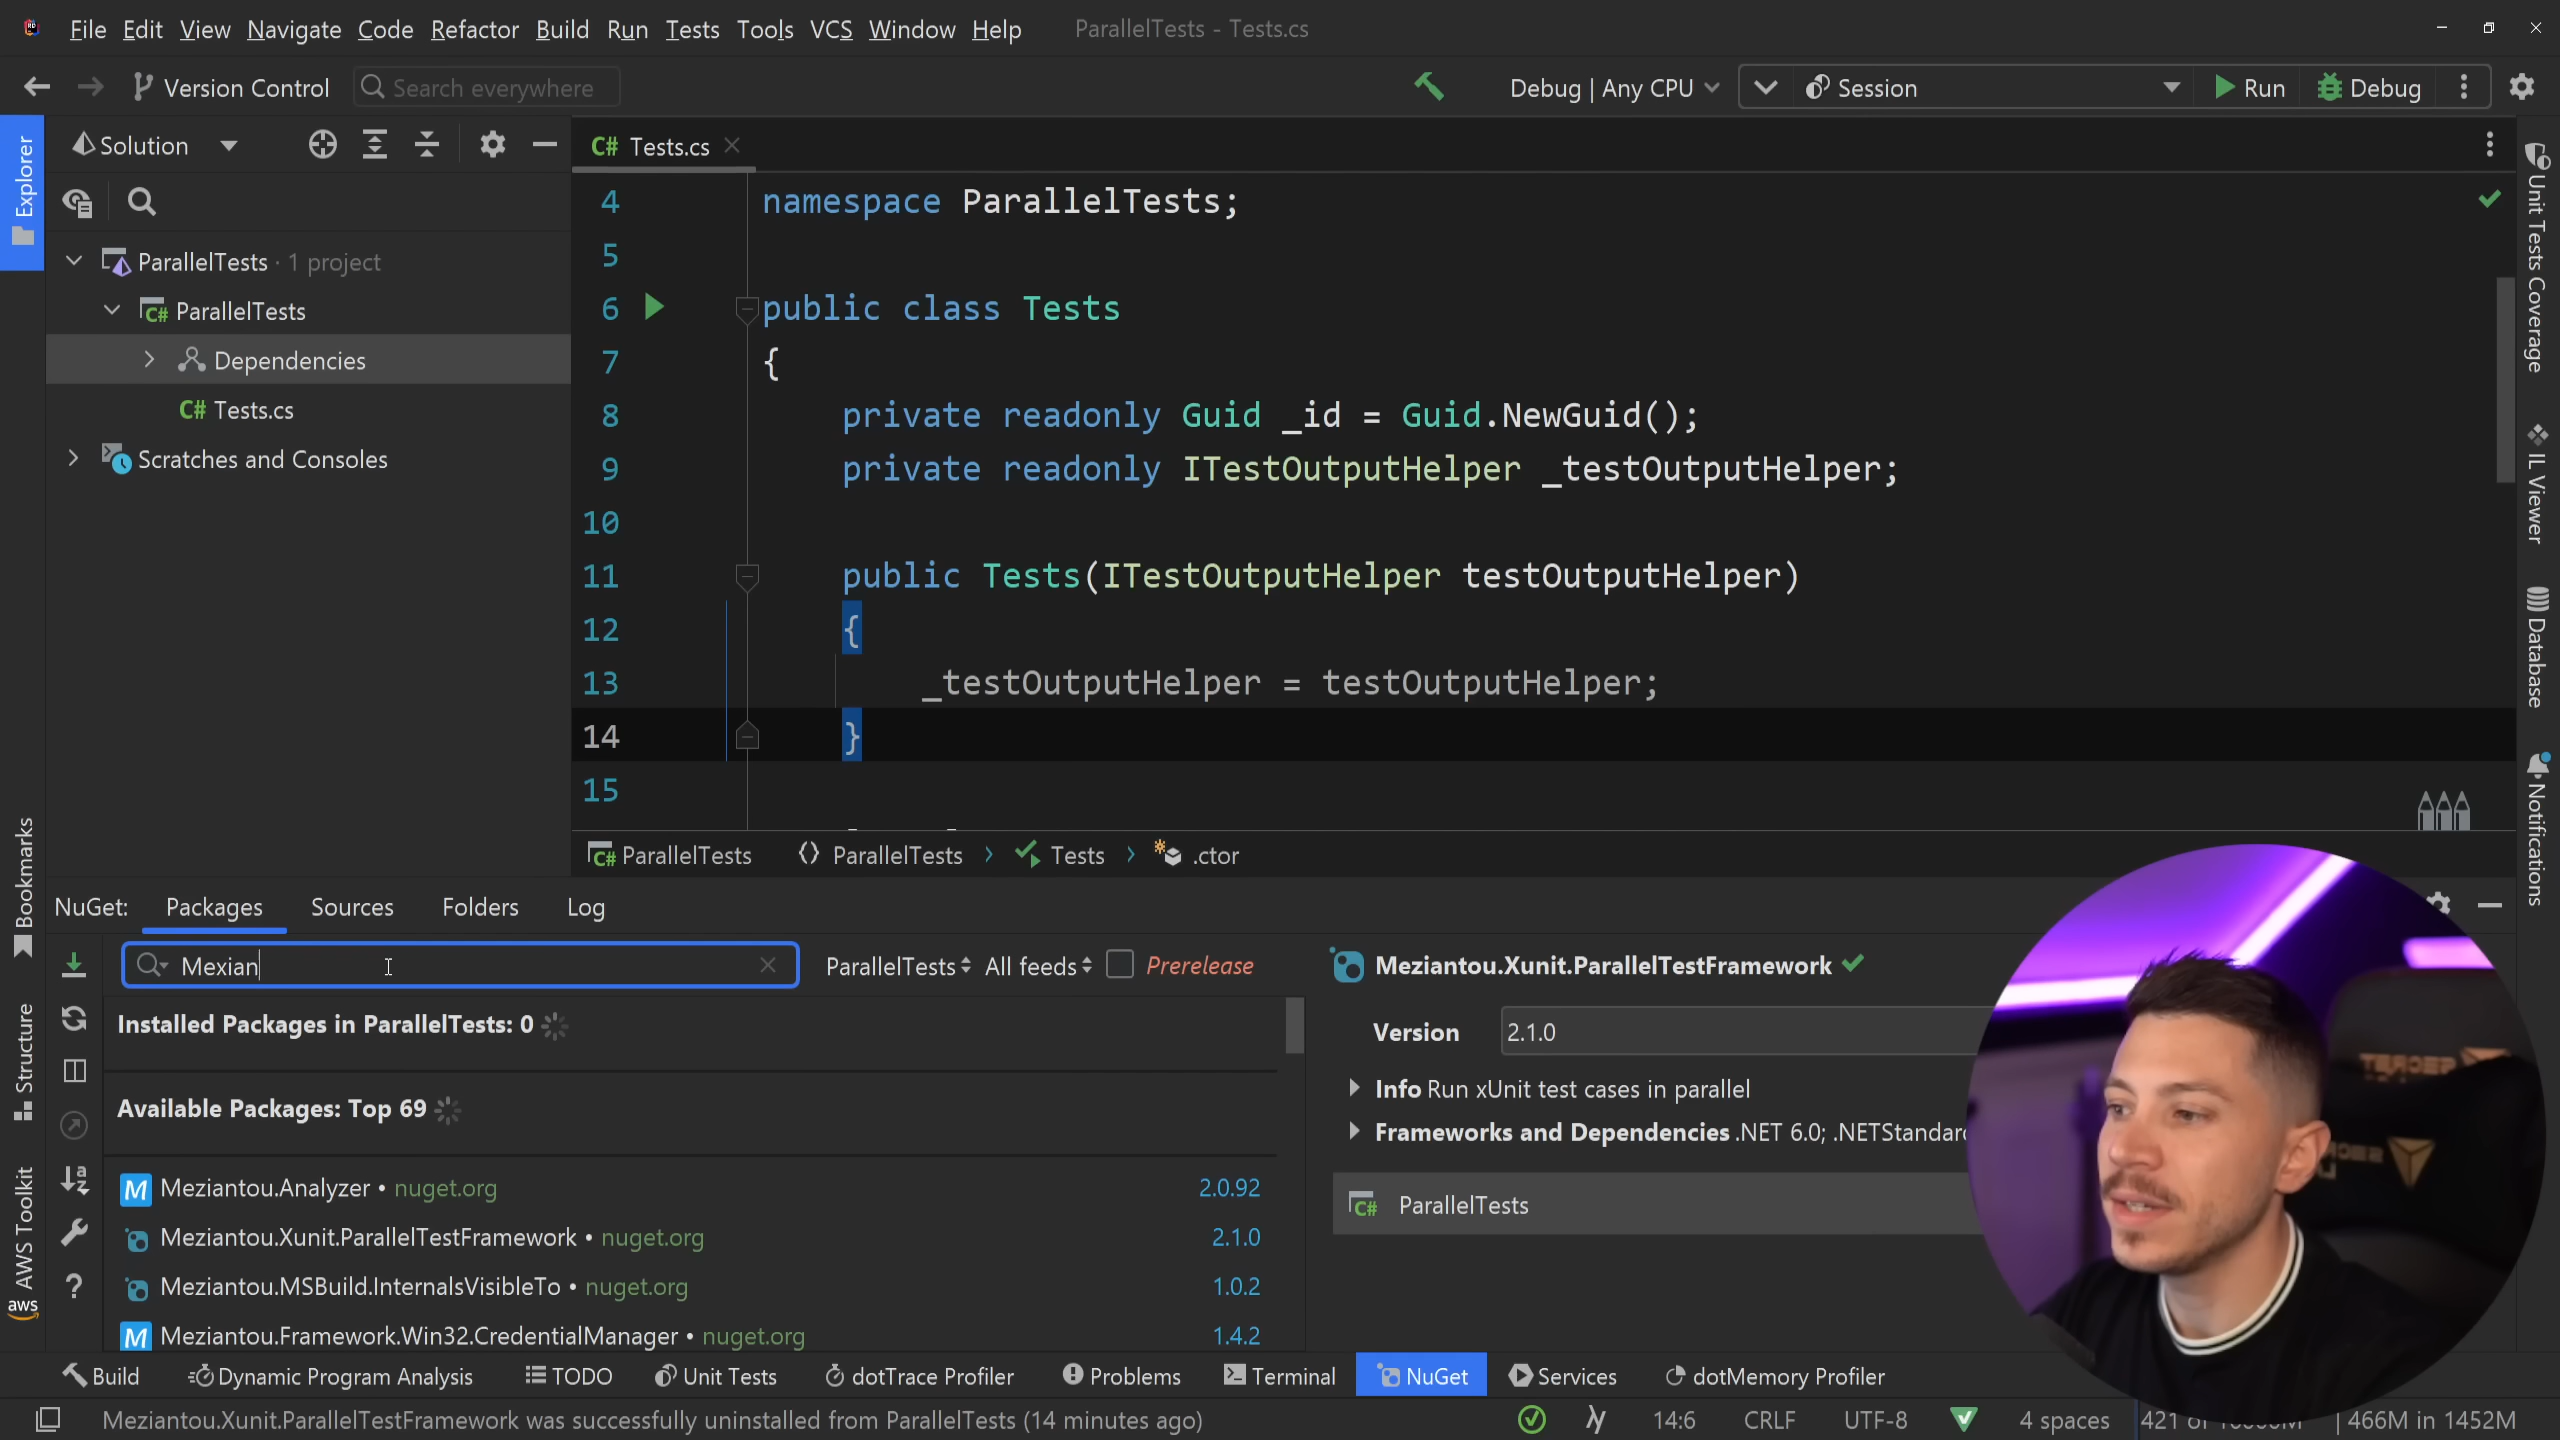 File Edit View Navigate Code Refactor Build Run Tests Tools VCS Window Help ParallelTests - Tests.cs
Version Control Search everywhere Debug | Any CPU Session Run Debug
Explorer
Solution
ParallelTests · 1 project
ParallelTests
Dependencies
C# Tests.cs
Scratches and Consoles
C# Tests.cs
4 namespace ParallelTests;
5
6 public class Tests
7 {
8 private readonly Guid _id = Guid.NewGuid();
9 private readonly ITestOutputHelper _testOutputHelper;
10
11 public Tests(ITestOutputHelper testOutputHelper)
12 {
13 _testOutputHelper = testOutputHelper;
14 }
15
ParallelTests ParallelTests Tests .ctor
Unit Tests Coverage
IL Viewer
Database
Notifications
Bookmarks
Structure
AWS Toolkit
aws
NuGet: Packages Sources Folders Log
Mexian ParallelTests All feeds Prerelease
Installed Packages in ParallelTests: 0
Available Packages: Top 69
M Meziantou.Analyzer • nuget.org 2.0.92
Meziantou.Xunit.ParallelTestFramework • nuget.org 2.1.0
Meziantou.MSBuild.InternalsVisibleTo • nuget.org 1.0.2
M Meziantou.Framework.Win32.CredentialManager • nuget.org 1.4.2
Meziantou.Xunit.ParallelTestFramework
Version 2.1.0
Info Run xUnit test cases in parallel
Frameworks and Dependencies .NET 6.0; .NETStandard
C# ParallelTests
Build Dynamic Program Analysis TODO Unit Tests dotTrace Profiler Problems Terminal NuGet Services dotMemory Profiler
Meziantou.Xunit.ParallelTestFramework was successfully uninstalled from ParallelTests (14 minutes ago) 14:6 CRLF UTF-8 4 spaces 421 of 466M in 1452M